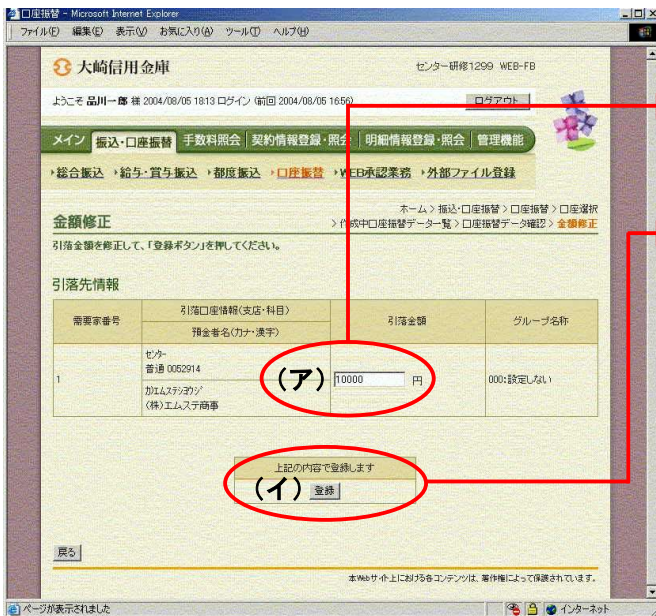 口座振替 - Microsoft Internet Explorer
ファイル(F) 編集(E) 表示(V) お気に入り(A) ツール(T) ヘルプ(H)
大崎信用金庫
センター研修1299 WEB-FB
ようこそ 品川一郎 様 2004/08/05 18:13 ログイン (前回 2004/08/05 16:56)
ログアウト
メイン 振込・口座振替 手数料照会 契約情報登録・照会 明細情報登録・照会 管理機能
総合振込 給与・賞与振込 都度振込 口座振替 WEB承認業務 外部ファイル登録
ホーム > 振込・口座振替 > 口座振替 > 口座選択
金額修正
> 作成中口座振替データ一覧 > 口座振替データ確認 > 金額修正
引落金額を修正して、「登録ボタン」を押してください。
引落先情報
需要家番号 引落口座情報(支店・科目) 引落金額 グループ名称
預金者名(カナ・漢字)
センター
普通 0052914
1 (ア) 10000 円 000:設定しない
カ)エムステショウジ
(株)エムステ商事
上記の内容で登録します
(イ) 登録
戻る
本Webサイト上における各コンテンツは、著作権によって保護されています。
ページが表示されました インターネット